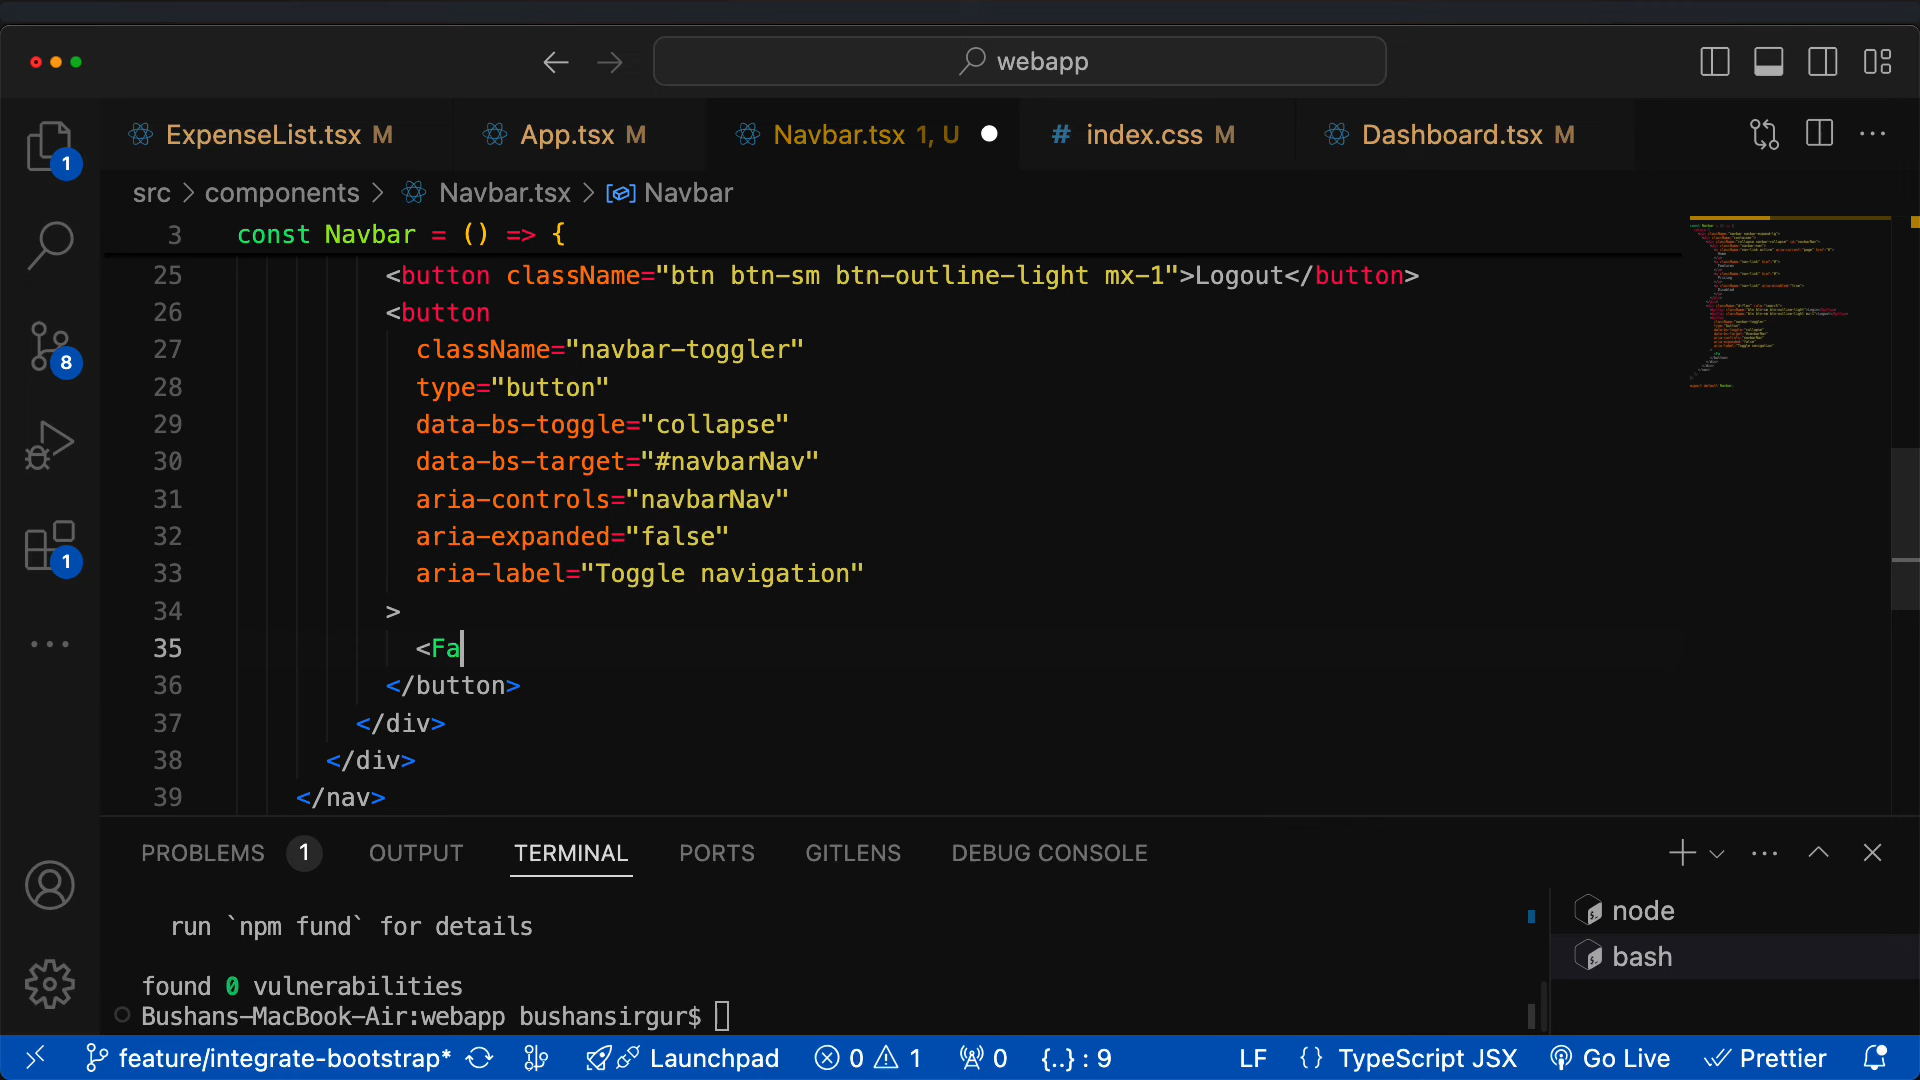 webapp
ExpenseList.tsx M
App.tsx M
Navbar.tsx 1, U
# index.css M
Dashboard.tsx M
src > components > Navbar.tsx > Navbar
3 const Navbar = () => {
25 <button className="btn btn-sm btn-outline-light mx-1">Logout</button>
26 <button
27 className="navbar-toggler"
28 type="button"
29 data-bs-toggle="collapse"
30 data-bs-target="#navbarNav"
31 aria-controls="navbarNav"
32 aria-expanded="false"
33 aria-label="Toggle navigation"
34 >
35 <Fa
36 </button>
37 </div>
38 </div>
39 </nav>
1
8
1
PROBLEMS 1 OUTPUT TERMINAL PORTS GITLENS DEBUG CONSOLE
run `npm fund` for details
found 0 vulnerabilities
Bushans-MacBook-Air:webapp bushansirgur$
node
bash
feature/integrate-bootstrap* Launchpad 0 1 0 {..} : 9 LF {} TypeScript JSX Go Live Prettier